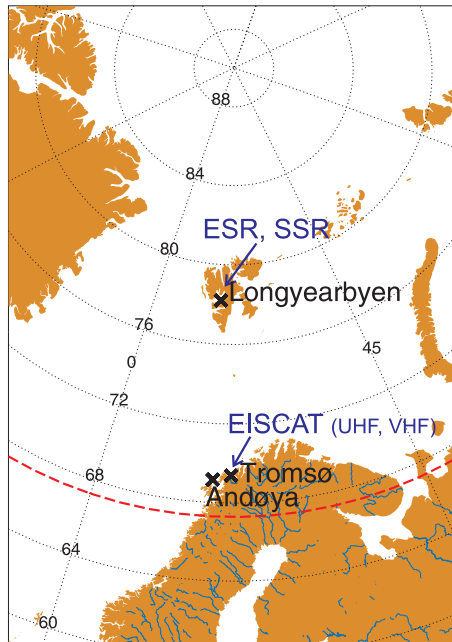 88
84
80
ESR, SSR
Longyearbyen
76
45
0
72
EISCAT (UHF, VHF)
68
Tromsø
Andøya
64
60